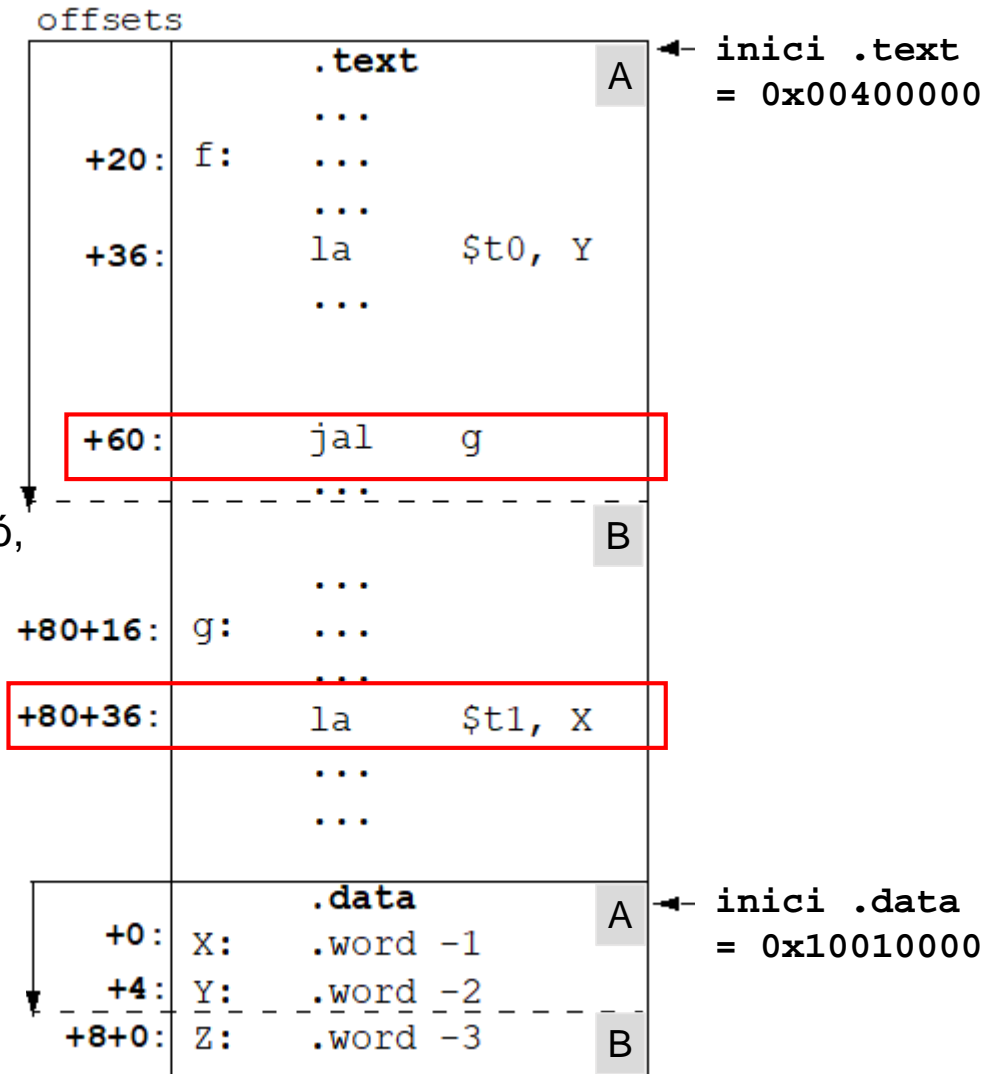 offsets
.text A inici .text
= 0x00400000
...
+20: f: ...
...
+36: la $t0, Y
...
+60: jal g
...
ó,
B
...
+80+16: g: ...
...
+80+36: la $t1, X
...
...
.data A inici .data
+0: X: .word -1 = 0x10010000
+4: Y: .word -2
+8+0: Z: .word -3 B